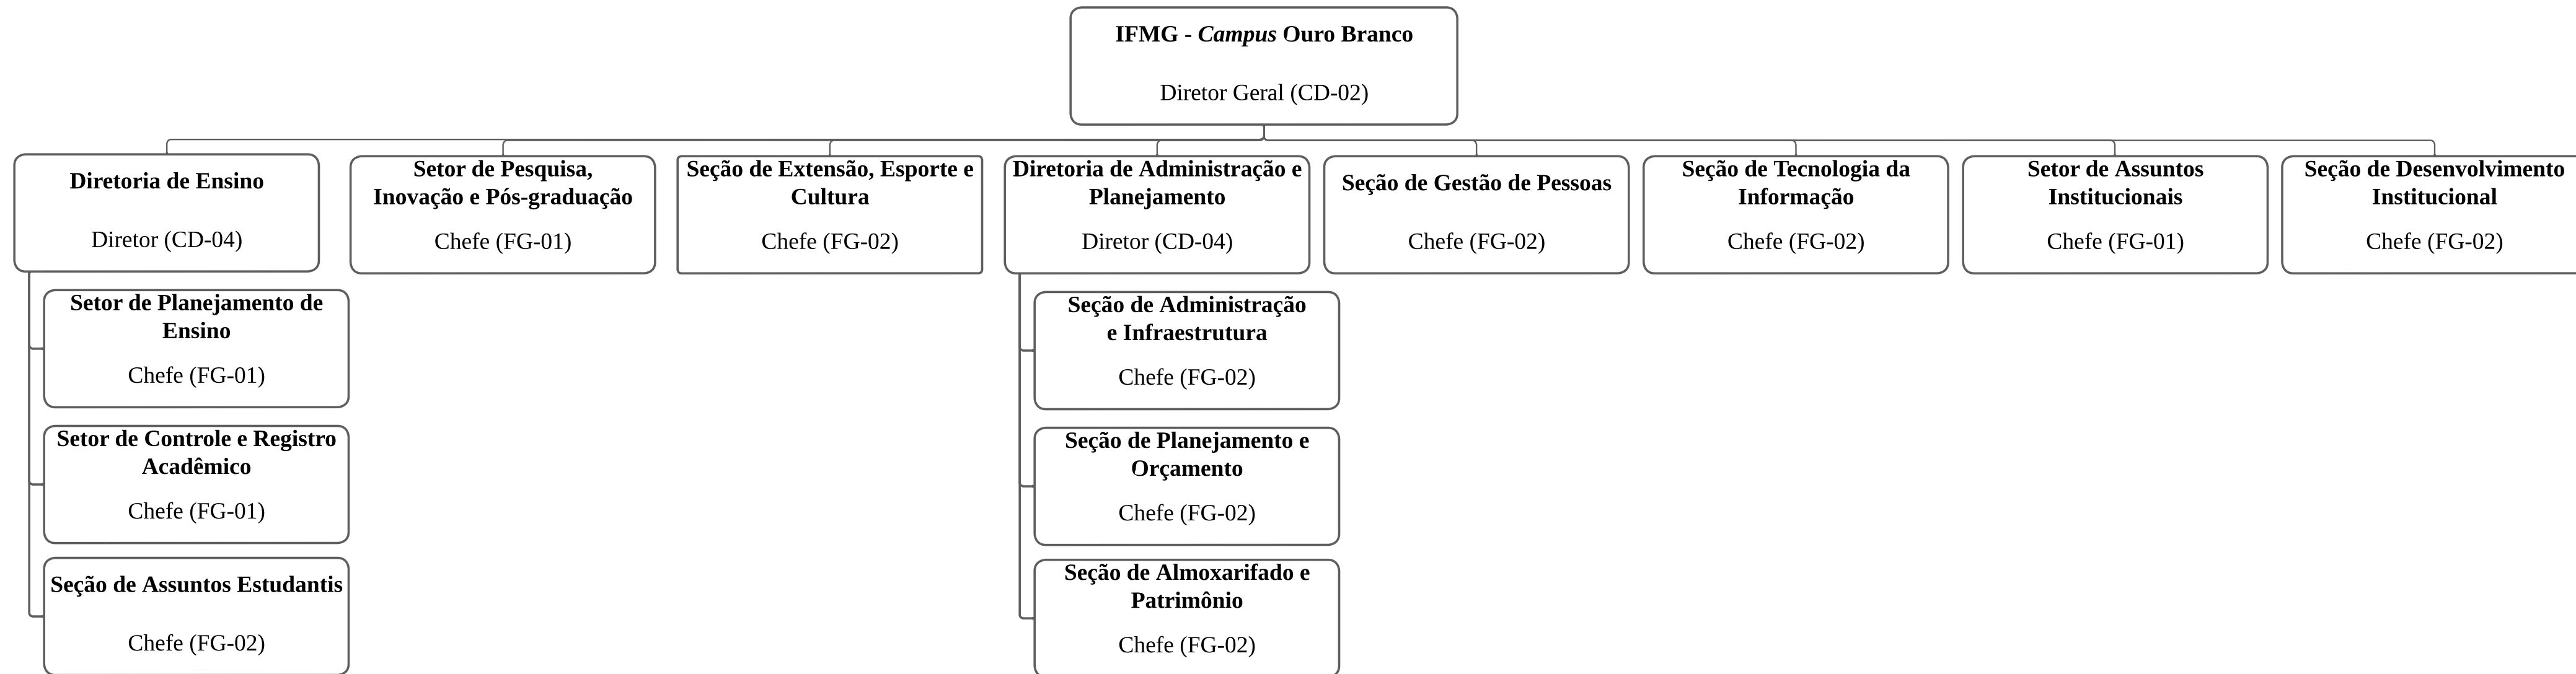 IFMG - Campus Ouro Branco
Diretor Geral (CD-02)
Diretoria de Ensino
Diretor (CD-04)
Setor de Pesquisa,
Inovação e Pós-graduação
Chefe (FG-01)
Seção de Extensão, Esporte e
Cultura
Chefe (FG-02)
Diretoria de Administração e
Planejamento
Diretor (CD-04)
Seção de Gestão de Pessoas
Chefe (FG-02)
Seção de Tecnologia da
Informação
Chefe (FG-02)
Setor de Assuntos
Institucionais
Chefe (FG-01)
Seção de Desenvolvimento
Institucional
Chefe (FG-02)
Setor de Planejamento de
Ensino
Chefe (FG-01)
Setor de Controle e Registro
Acadêmico
Chefe (FG-01)
Seção de Assuntos Estudantis
Chefe (FG-02)
Seção de Administração
e Infraestrutura
Chefe (FG-02)
Seção de Planejamento e
Orçamento
Chefe (FG-02)
Seção de Almoxarifado e
Patrimônio
Chefe (FG-02)